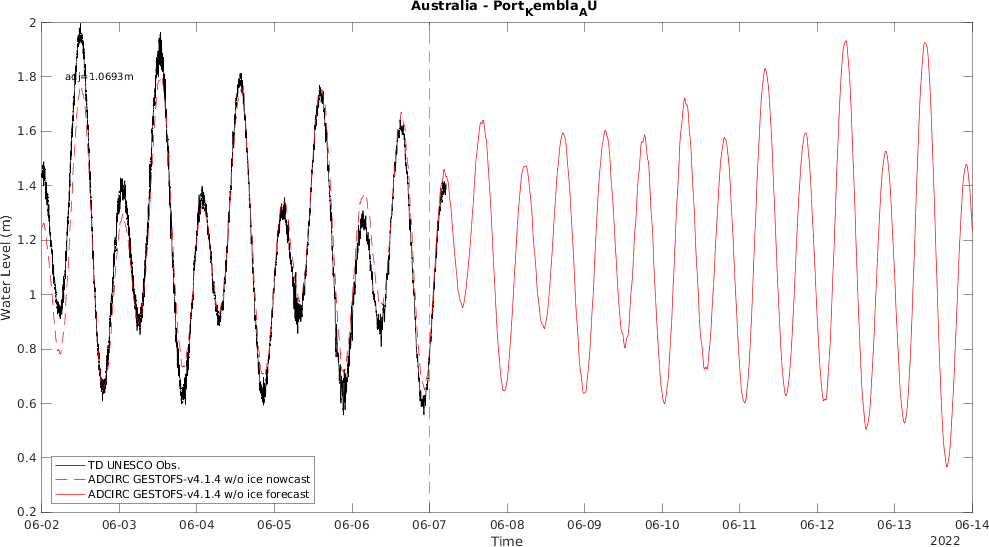 Australia - PortKemblaAU
2
1.8
1.6
1.4
1.2
1
0.8
0.6
0.4
0.2
Water Level (m)
adj=1.0693m
TD UNESCO Obs.
ADCIRC GESTOFS-v4.1.4 w/o ice nowcast
ADCIRC GESTOFS-v4.1.4 w/o ice forecast
06-02 06-03 06-04 06-05 06-06 06-07 06-08 06-09 06-10 06-11 06-12 06-13 06-14
Time
2022